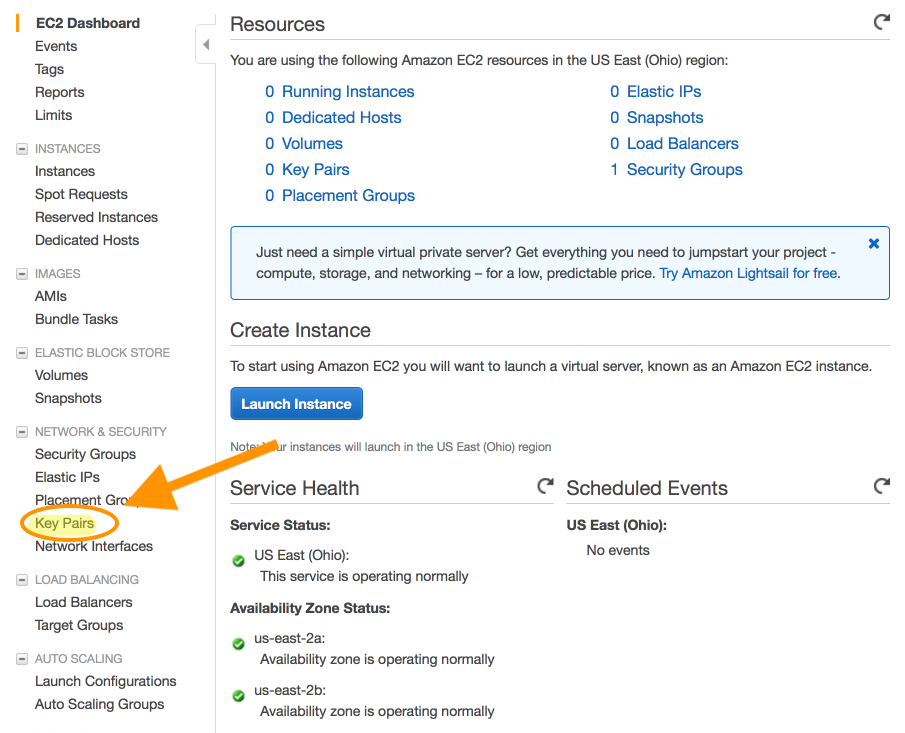 EC2 Dashboard
Events
Tags
Reports
Limits
INSTANCES
Instances
Spot Requests
Reserved Instances
Dedicated Hosts
IMAGES
AMIs
Bundle Tasks
ELASTIC BLOCK STORE
Volumes
Snapshots
NETWORK & SECURITY
Security Groups
Elastic IPs
Placement
Key Pairs
Network Interfaces
LOAD BALANCING
Load Balancers
Target Groups
AUTO SCALING
Launch Configurations
Auto Scaling Groups
Resources
You are using the following Amazon EC2 resources in the US East (Ohio) region:
0 Running Instances
0 Dedicated Hosts
0 Volumes
0 Key Pairs
0 Placement Groups
0 Elastic IPs
0 Snapshots
0 Load Balancers
1 Security Groups
Just need a simple virtual private server? Get everything you need to jumpstart your project -
compute, storage, and networking – for a low, predictable price. Try Amazon Lightsail for free.
Create Instance
To start using Amazon EC2 you will want to launch a virtual server, known as an Amazon EC2 instance.
Launch Instance
Note: Your instances will launch in the US East (Ohio) region
Service Health
Service Status:
US East (Ohio):
This service is operating normally
Availability Zone Status:
us-east-2a:
Availability zone is operating normally
us-east-2b:
Availability zone is operating normally
Scheduled Events
US East (Ohio):
No events